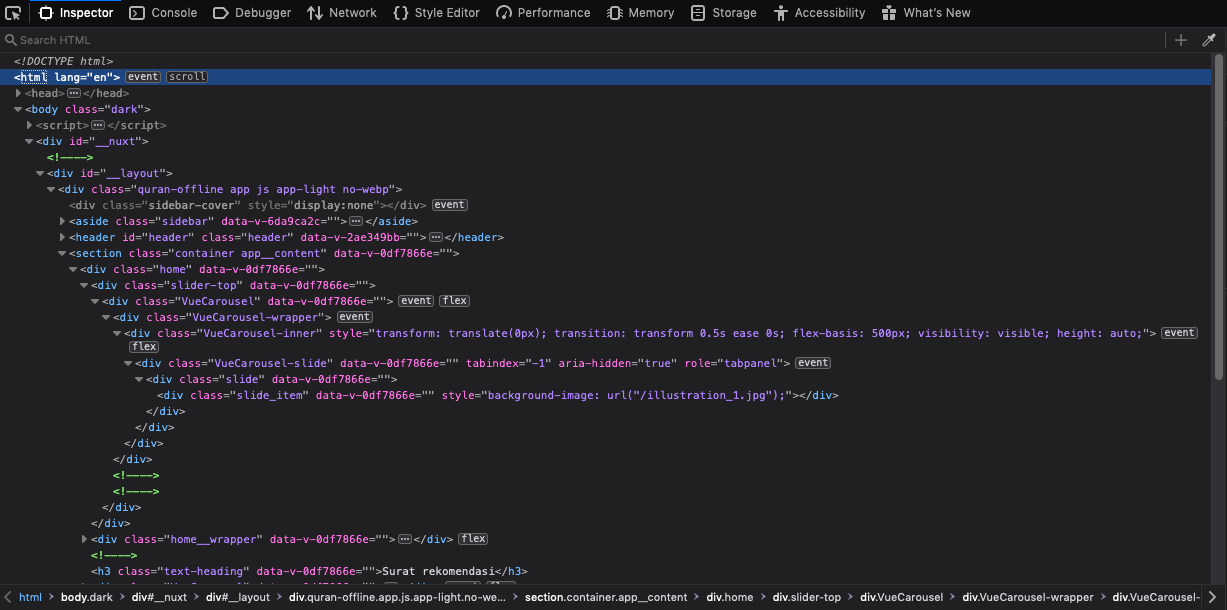 Inspector Console Debugger Network {} Style Editor Performance Memory Storage Accessibility What's New
Search HTML
<!DOCTYPE html>
<html lang="en"> event scroll
<head>⋯</head>
<body class="dark">
<script>⋯</script>
<div id="__nuxt">
<!---->
<div id="__layout">
<div class="quran-offline app js app-light no-webp">
<div class="sidebar-cover" style="display:none"></div> event
<aside class="sidebar" data-v-6da9ca2c="">⋯</aside>
<header id="header" class="header" data-v-2ae349bb="">⋯</header>
<section class="container app__content" data-v-0df7866e="">
<div class="home" data-v-0df7866e="">
<div class="slider-top" data-v-0df7866e="">
<div class="VueCarousel" data-v-0df7866e=""> event flex
<div class="VueCarousel-wrapper"> event
<div class="VueCarousel-inner" style="transform: translate(0px); transition: transform 0.5s ease 0s; flex-basis: 500px; visibility: visible; height: auto;"> event
flex
<div class="VueCarousel-slide" data-v-0df7866e="" tabindex="-1" aria-hidden="true" role="tabpanel"> event
<div class="slide" data-v-0df7866e="">
<div class="slide_item" data-v-0df7866e="" style="background-image: url("/illustration_1.jpg");"></div>
</div>
</div>
</div>
</div>
<!---->
<!---->
</div>
</div>
<div class="home__wrapper" data-v-0df7866e="">⋯</div> flex
<!---->
<h3 class="text-heading" data-v-0df7866e="">Surat rekomendasi</h3>
html > body.dark > div#__nuxt > div#__layout > div.quran-offline.app.js.app-light.no-we... > section.container.app__content > div.home > div.slider-top > div.VueCarousel > div.VueCarousel-wrapper > div.VueCarousel-